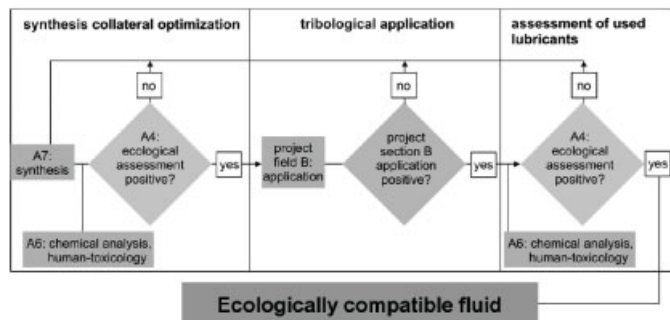 synthesis collateral optimization
tribological application
assessment of used
lubricants
no
no
no
A7:
synthesis
A4:
ecological
assessment
positive?
yes
project
field B:
application
project
section B
application
positive?
yes
A4:
ecological
assessment
positive?
yes
A6: chemical analysis,
human-toxicology
A6: chemical analysis,
human-toxicology
Ecologically compatible fluid